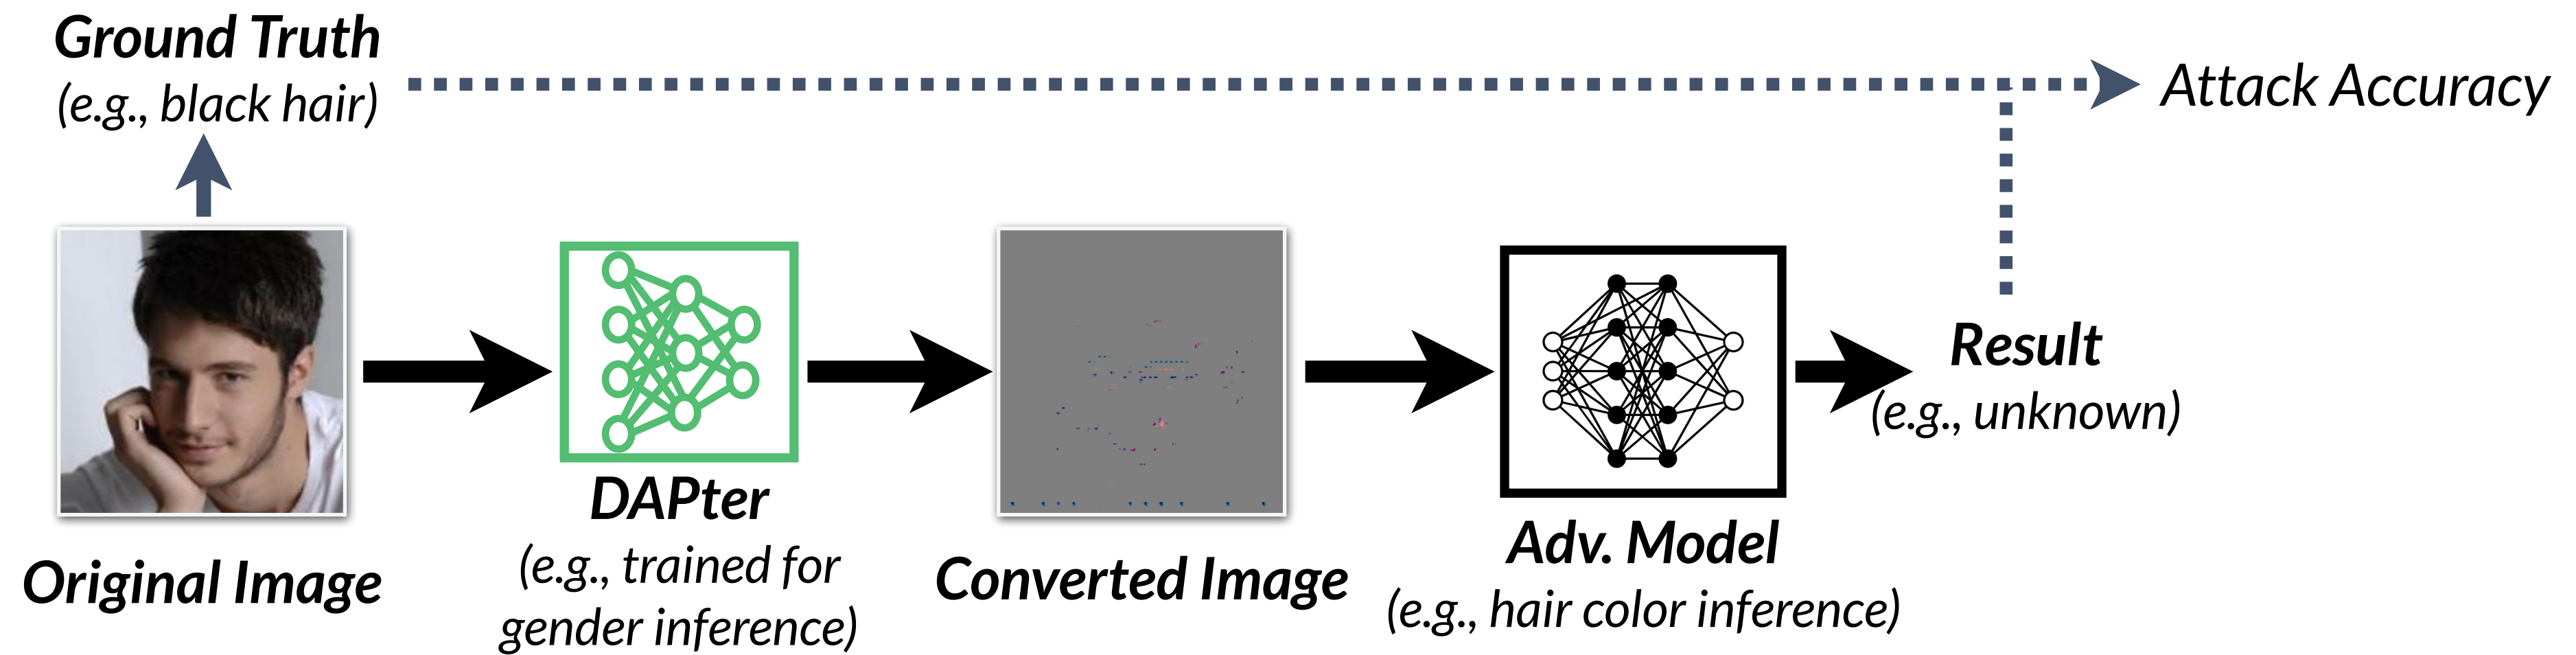 Ground Truth
(e.g., black hair)
Attack Accuracy
Original Image
DAPter
(e.g., trained for
gender inference)
Converted Image
Adv. Model
(e.g., hair color inference)
Result
(e.g., unknown)